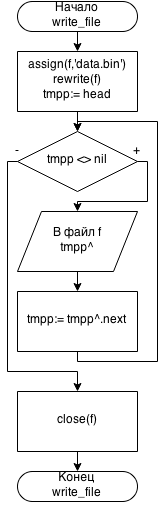 Начало
write_file
assign(f,'data.bin')
rewrite(f)
tmpp:= head
tmpp <> nil
-
+
В файл f
tmpp^
tmpp:= tmpp^.next
close(f)
Конец
write_file